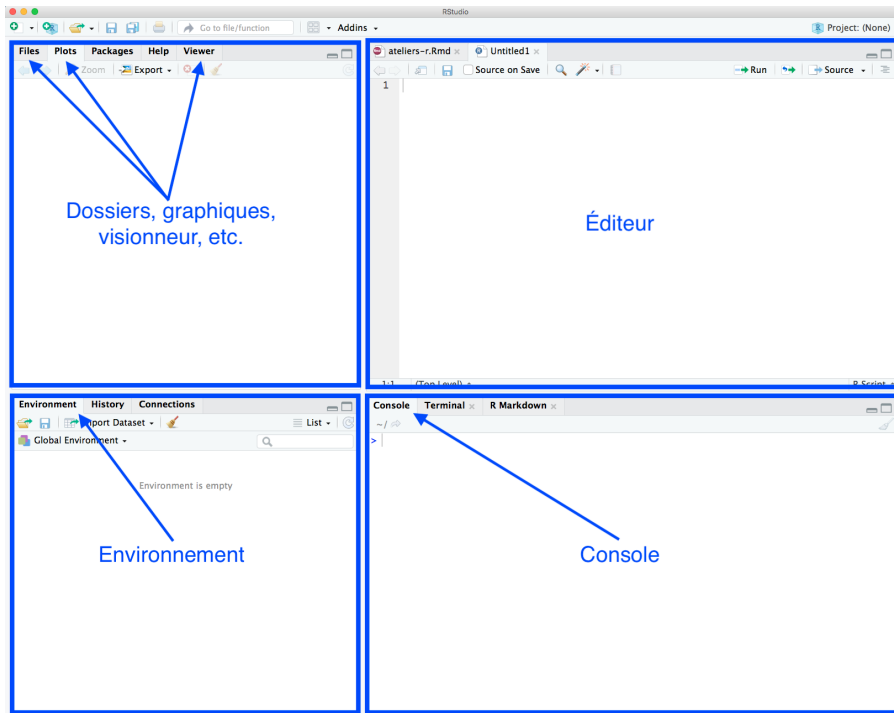 RStudio
Go to file/function
Addins
Project: (None)
Files Plots Packages Help Viewer
Zoom Export
Dossiers, graphiques,
visionneur, etc.
ateliers-r.Rmd Untitled1
Source on Save Run Source
1
Éditeur
1:1 (Top Level) R Script
Environment History Connections
Import Dataset List
Global Environment
Environment is empty
Environnement
Console Terminal R Markdown
~/
>
Console